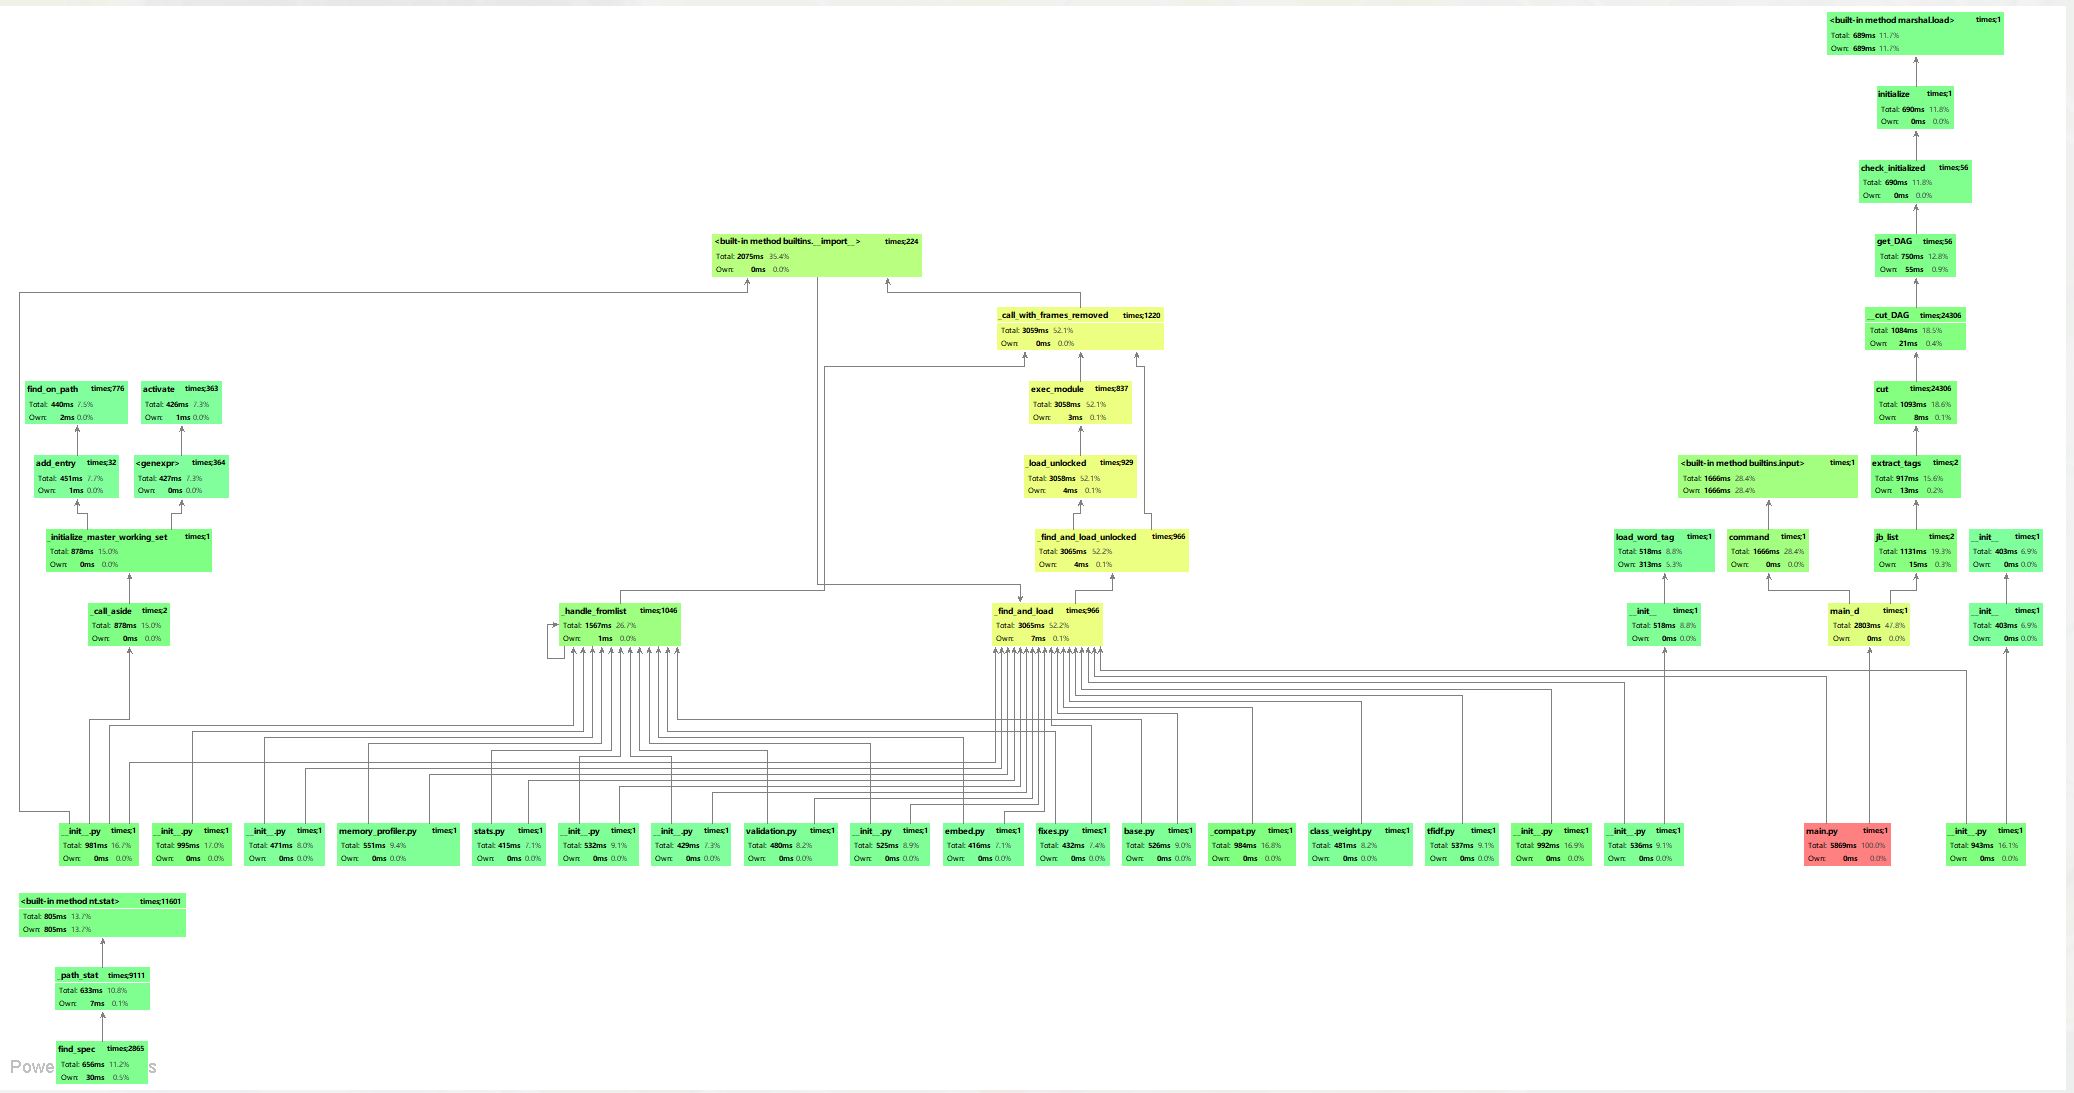 <built-in method marshal.load> times;1
Total: 689ms 11.7%
Own: 689ms 11.7%
initialize times;1
Total: 690ms 11.8%
Own: 0ms 0.0%
check_initialized times;56
Total: 690ms 11.8%
Own: 0ms 0.0%
<built-in method builtins.__import__> times;224
Total: 2075ms 35.4%
Own: 0ms 0.0%
get_DAG times;56
Total: 750ms 12.8%
Own: 55ms 0.9%
_call_with_frames_removed times;1220
Total: 3059ms 52.1%
Own: 0ms 0.0%
__cut_DAG times;24306
Total: 1084ms 18.5%
Own: 21ms 0.4%
find_on_path times;776
Total: 440ms 7.5%
Own: 2ms 0.0%
activate times;363
Total: 426ms 7.3%
Own: 1ms 0.0%
exec_module times;837
Total: 3058ms 52.1%
Own: 3ms 0.1%
cut times;24306
Total: 1093ms 18.6%
Own: 8ms 0.1%
add_entry times;32
Total: 451ms 7.7%
Own: 1ms 0.0%
<genexpr> times;364
Total: 427ms 7.3%
Own: 0ms 0.0%
_load_unlocked times;929
Total: 3058ms 52.1%
Own: 4ms 0.1%
<built-in method builtins.input> times;1
Total: 1666ms 28.4%
Own: 1666ms 28.4%
extract_tags times;2
Total: 917ms 15.6%
Own: 13ms 0.2%
_initialize_master_working_set times;1
Total: 878ms 15.0%
Own: 0ms 0.0%
_find_and_load_unlocked times;966
Total: 3065ms 52.2%
Own: 4ms 0.1%
load_word_tag times;1
Total: 518ms 8.8%
Own: 313ms 5.3%
command times;1
Total: 1666ms 28.4%
Own: 0ms 0.0%
jb_list times;2
Total: 1131ms 19.3%
Own: 15ms 0.3%
__init__ times;1
Total: 403ms 6.9%
Own: 0ms 0.0%
_call_aside times;2
Total: 878ms 15.0%
Own: 0ms 0.0%
_handle_fromlist times;1046
Total: 1567ms 26.7%
Own: 1ms 0.0%
_find_and_load times;966
Total: 3065ms 52.2%
Own: 7ms 0.1%
__init__ times;1
Total: 518ms 8.8%
Own: 0ms 0.0%
main_d times;1
Total: 2803ms 47.8%
Own: 0ms 0.0%
__init__ times;1
Total: 403ms 6.9%
Own: 0ms 0.0%
__init__.py times;1
Total: 981ms 16.7%
Own: 0ms 0.0%
__init__.py times;1
Total: 995ms 17.0%
Own: 0ms 0.0%
__init__.py times;1
Total: 471ms 8.0%
Own: 0ms 0.0%
memory_profiler.py times;1
Total: 551ms 9.4%
Own: 0ms 0.0%
stats.py times;1
Total: 415ms 7.1%
Own: 0ms 0.0%
__init__.py times;1
Total: 532ms 9.1%
Own: 0ms 0.0%
__init__.py times;1
Total: 429ms 7.3%
Own: 0ms 0.0%
validation.py times;1
Total: 480ms 8.2%
Own: 0ms 0.0%
__init__.py times;1
Total: 525ms 8.9%
Own: 0ms 0.0%
embed.py times;1
Total: 416ms 7.1%
Own: 0ms 0.0%
fixes.py times;1
Total: 432ms 7.4%
Own: 0ms 0.0%
base.py times;1
Total: 526ms 9.0%
Own: 0ms 0.0%
_compat.py times;1
Total: 984ms 16.8%
Own: 0ms 0.0%
class_weight.py times;1
Total: 481ms 8.2%
Own: 0ms 0.0%
tfidf.py times;1
Total: 537ms 9.1%
Own: 0ms 0.0%
__init__.py times;1
Total: 992ms 16.9%
Own: 0ms 0.0%
__init__.py times;1
Total: 536ms 9.1%
Own: 0ms 0.0%
main.py times;1
Total: 5869ms 100.0%
Own: 0ms 0.0%
__init__.py times;1
Total: 943ms 16.1%
Own: 0ms 0.0%
<built-in method nt.stat> times;11601
Total: 805ms 13.7%
Own: 805ms 13.7%
_path_stat times;9111
Total: 633ms 10.8%
Own: 7ms 0.1%
find_spec times;2865
Total: 656ms 11.2%
Own: 30ms 0.5%